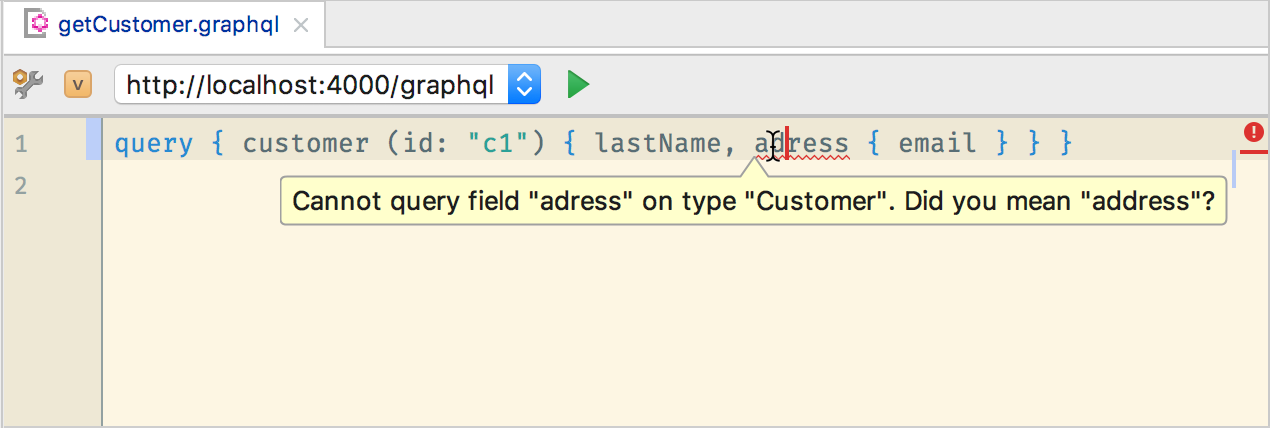 getCustomer.graphql
v
http://localhost:4000/graphql
1 query { customer (id: "c1") { lastName, adress { email } } }
2
Cannot query field "adress" on type "Customer". Did you mean "address"?